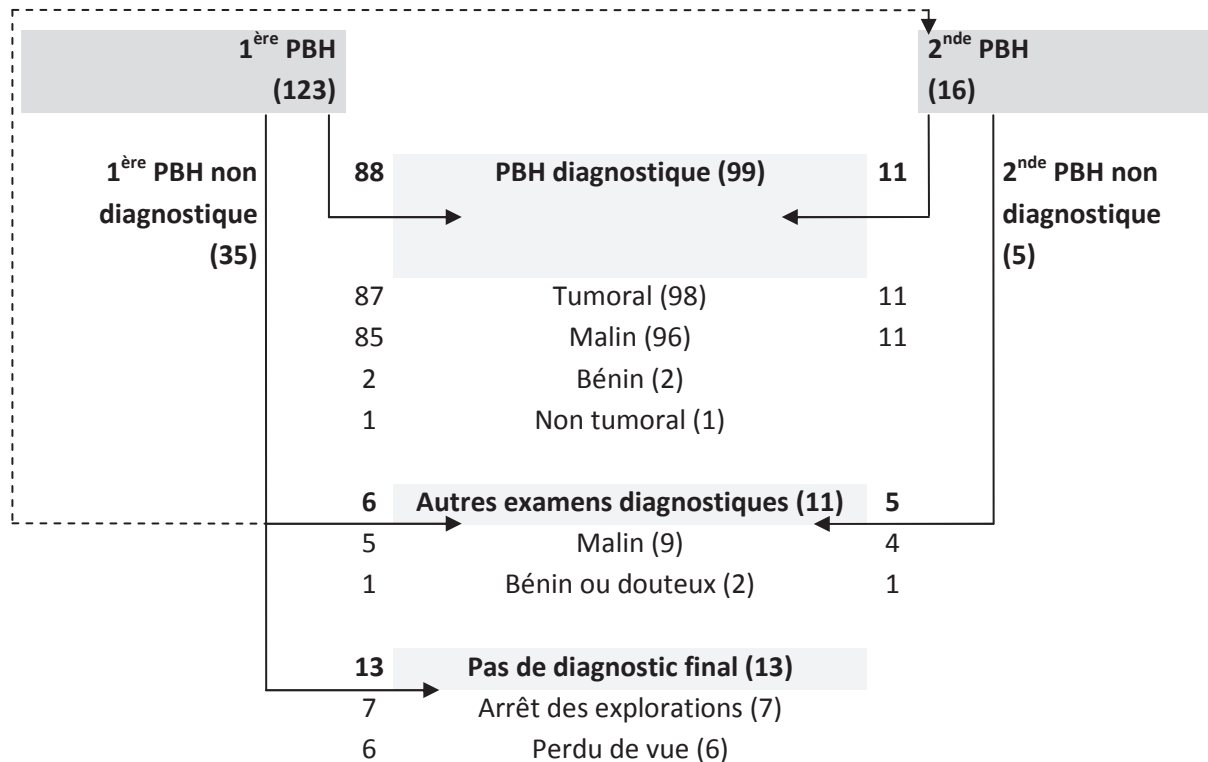 1ère PBH
(123)
2nde PBH
(16)
1ère PBH non
diagnostique
(35)
88 PBH diagnostique (99) 11
2nde PBH non
diagnostique
(5)
87 Tumoral (98) 11
85 Malin (96) 11
2 Bénin (2)
1 Non tumoral (1)
6 Autres examens diagnostiques (11) 5
5 Malin (9) 4
1 Bénin ou douteux (2) 1
13 Pas de diagnostic final (13)
7 Arrêt des explorations (7)
6 Perdu de vue (6)